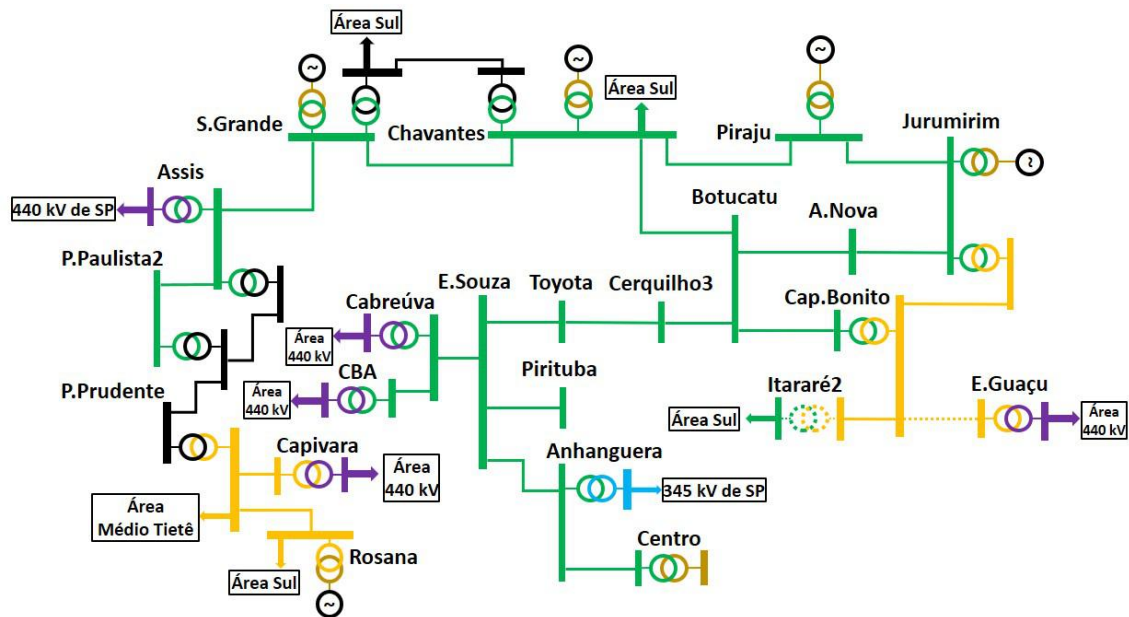 Área Sul
~
~
~
Área Sul
S.Grande
Chavantes
Piraju
Jurumirim
~
Assis
440 kV de SP
Botucatu
A.Nova
P.Paulista2
Cabreúva
E.Souza
Toyota
Cerquilho3
Cap.Bonito
Área
440 kV
CBA
Área
440 kV
Pirituba
Itararé2
E.Guaçu
P.Prudente
Área Sul
Área
440 kV
Capivara
Área
440 kV
Anhanguera
345 kV de SP
Área
Médio Tietê
Centro
Rosana
Área Sul
~